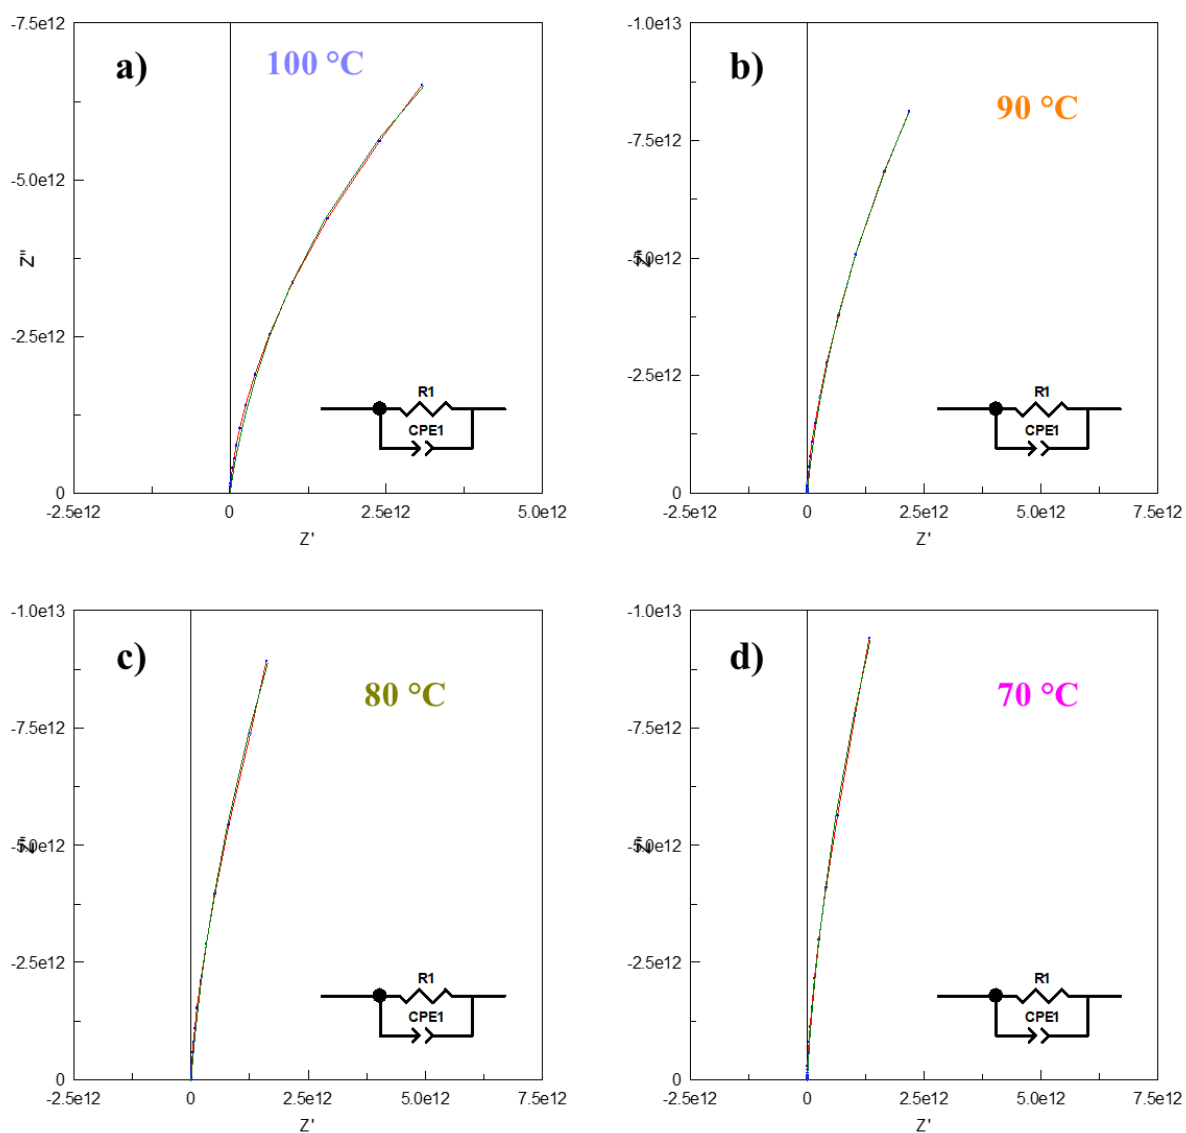 a)
100 °C
-7.5e12
-5.0e12
-2.5e12
0
Z''
R1
CPE1
-2.5e12
0
2.5e12
5.0e12
Z'
b)
90 °C
-1.0e13
-7.5e12
-5.0e12
-2.5e12
0
Z''
R1
CPE1
-2.5e12
0
2.5e12
5.0e12
7.5e12
Z'
c)
80 °C
-1.0e13
-7.5e12
-5.0e12
-2.5e12
0
Z''
R1
CPE1
-2.5e12
0
2.5e12
5.0e12
7.5e12
Z'
d)
70 °C
-1.0e13
-7.5e12
-5.0e12
-2.5e12
0
Z''
R1
CPE1
-2.5e12
0
2.5e12
5.0e12
7.5e12
Z'